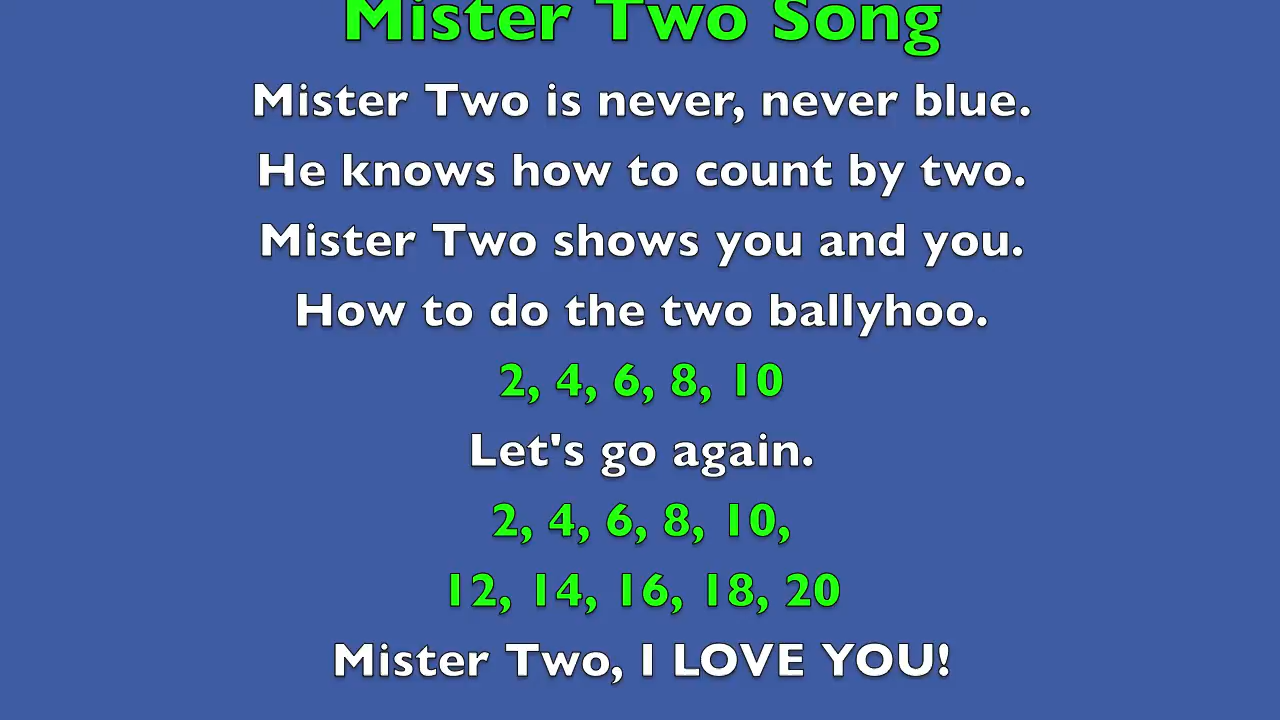 Mister Two Song
Mister Two is never, never blue.
He knows how to count by two.
Mister Two shows you and you.
How to do the two ballyhoo.
2, 4, 6, 8, 10
Let's go again.
2, 4, 6, 8, 10,
12, 14, 16, 18, 20
Mister Two, I LOVE YOU!